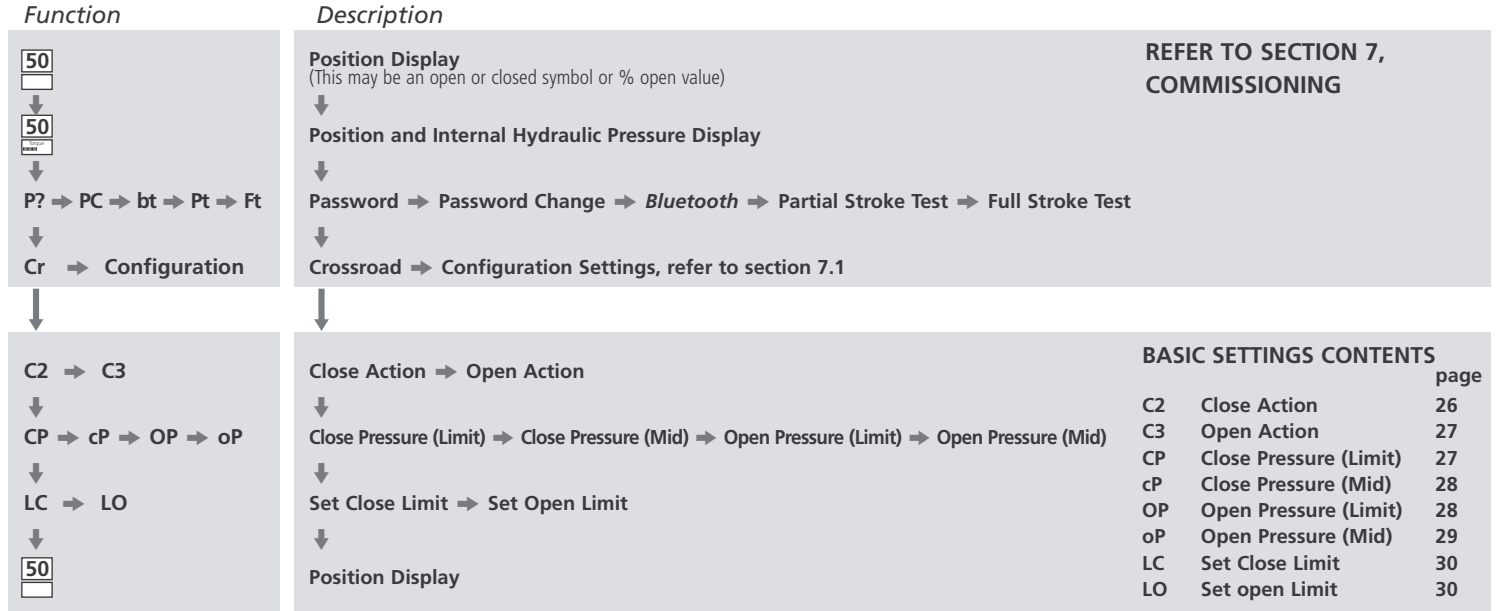 Function Description
50
Position Display
(This may be an open or closed symbol or % open value)
REFER TO SECTION 7,
COMMISSIONING
50
Torque
Position and Internal Hydraulic Pressure Display
P? ➡ PC ➡ bt ➡ Pt ➡ Ft
Password ➡ Password Change ➡ Bluetooth ➡ Partial Stroke Test ➡ Full Stroke Test
Cr ➡ Configuration
Crossroad ➡ Configuration Settings, refer to section 7.1
C2 ➡ C3
Close Action ➡ Open Action
CP ➡ cP ➡ OP ➡ oP
Close Pressure (Limit) ➡ Close Pressure (Mid) ➡ Open Pressure (Limit) ➡ Open Pressure (Mid)
LC ➡ LO
Set Close Limit ➡ Set Open Limit
50
Position Display
BASIC SETTINGS CONTENTS
page
C2 Close Action 26
C3 Open Action 27
CP Close Pressure (Limit) 27
cP Close Pressure (Mid) 28
OP Open Pressure (Limit) 28
oP Open Pressure (Mid) 29
LC Set Close Limit 30
LO Set open Limit 30